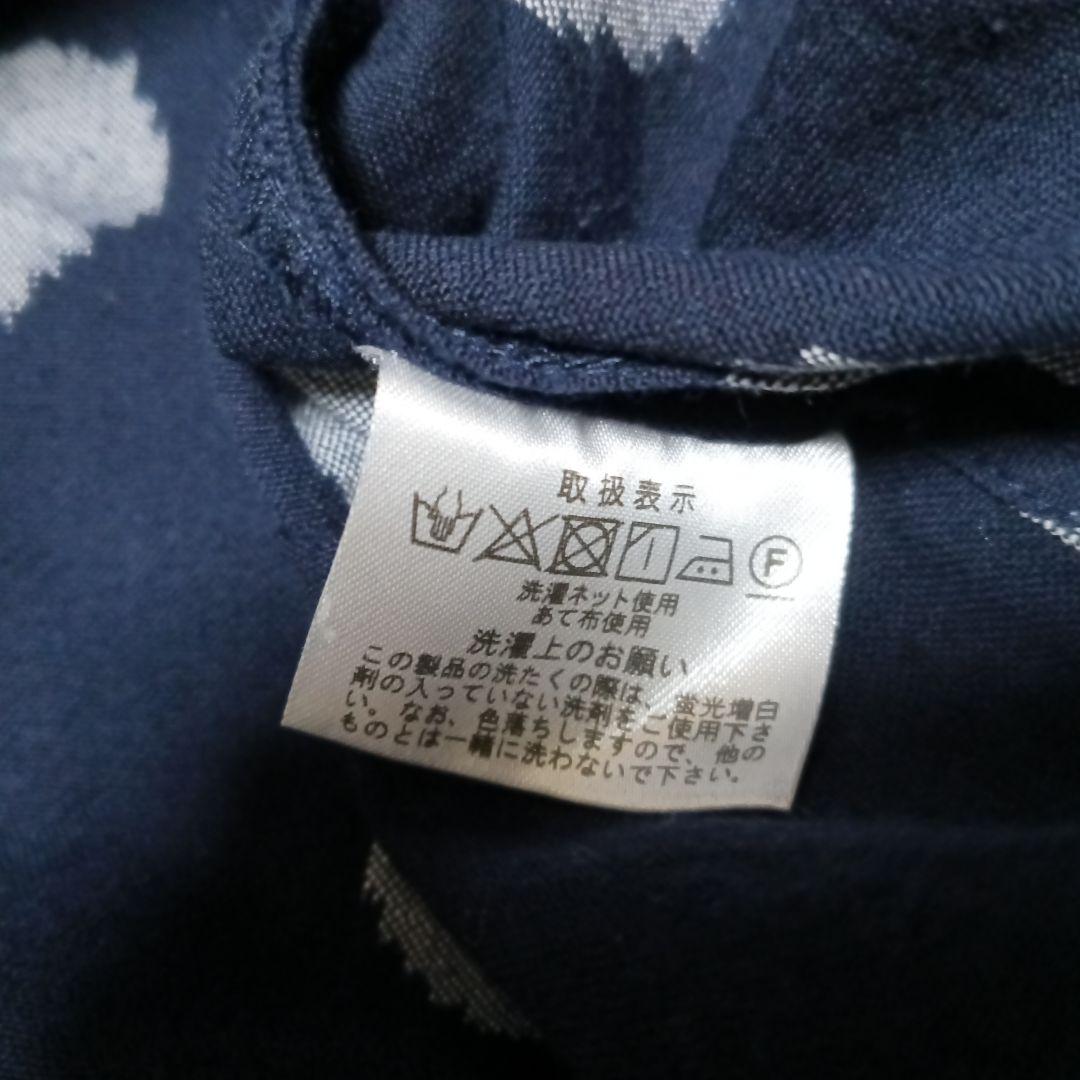 取扱表示
F
洗濯ネット使用
あて布使用
洗濯上のお願い
この製品の洗たくの際は、蛍光増白
剤の入っていない洗剤をご使用下さ
い。なお、色落ちしますので、他の
ものとは一緒に洗わないで下さい。